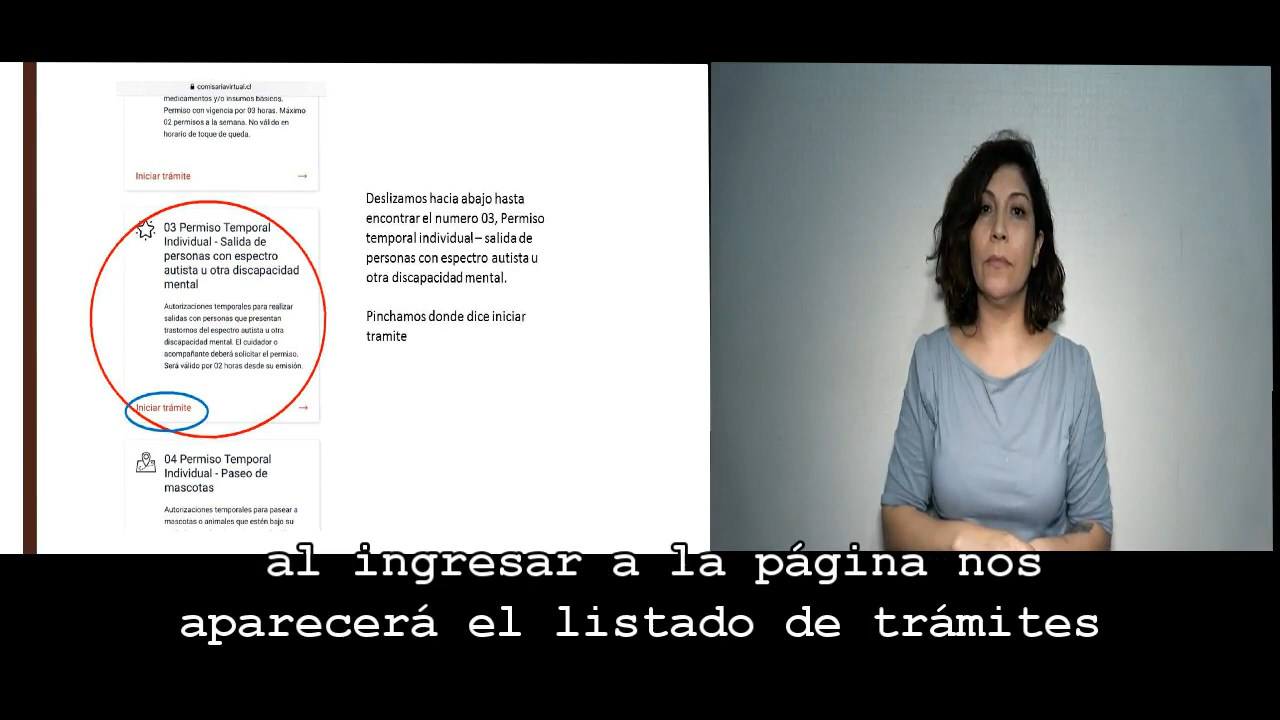 comisariavirtual.cl
medicamentos y/o insumos básicos,
Permiso con vigencia por 03 horas. Máximo
02 permisos a la semana. No válido en
horario de toque de queda.
Iniciar trámite →
03 Permiso Temporal
Individual - Salida de
personas con espectro
autista u otra discapacidad
mental
Autorizaciones temporales para realizar
salidas con personas que presentan
trastornos del espectro autista u otra
discapacidad mental. El cuidador o
acompañante deberá solicitar el permiso.
Será válido por 02 horas desde su emisión.
Iniciar trámite →
04 Permiso Temporal
Individual - Paseo de
mascotas
Autorizaciones temporales para pasear a
mascotas o animales que estén bajo su
Deslizamos hacia abajo hasta
encontrar el numero 03, Permiso
temporal individual – salida de
personas con espectro autista u
otra discapacidad mental.
Pinchamos donde dice iniciar
tramite
al ingresar a la página nos
aparecerá el listado de trámites